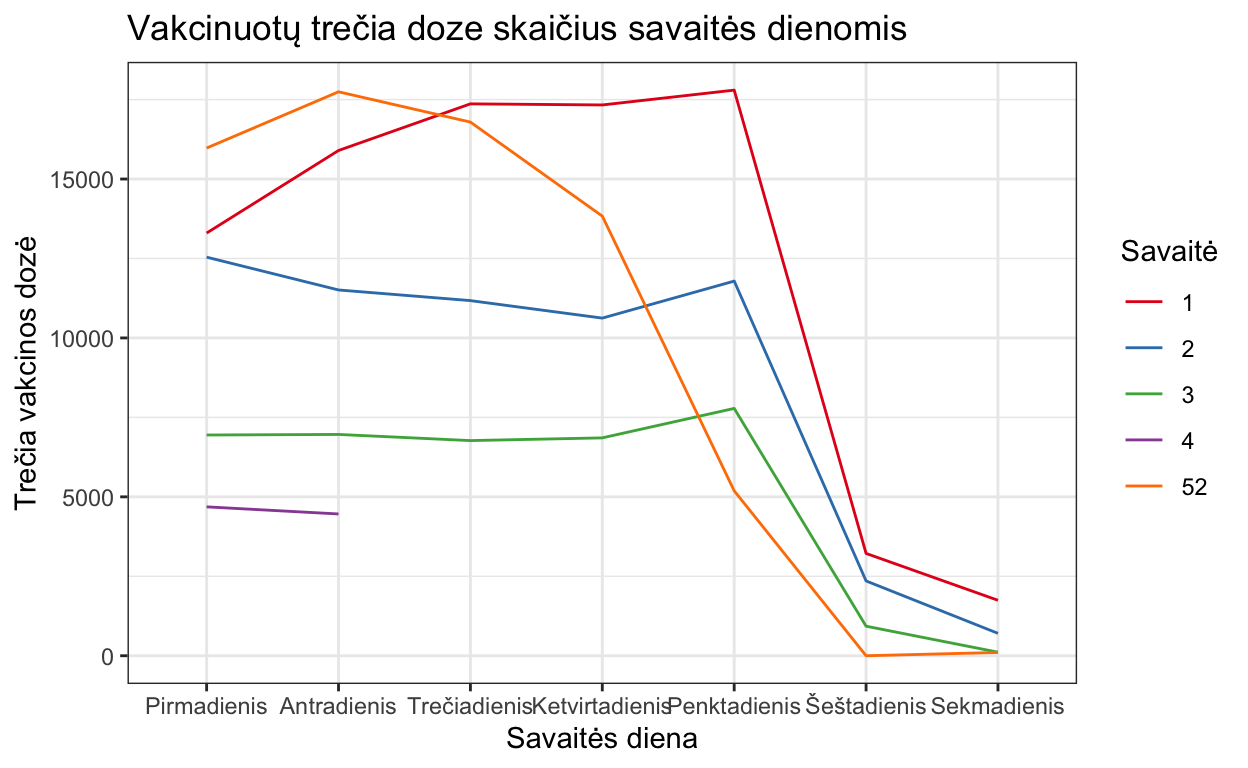 Vakcinuotų trečia doze skaičius savaitės dienomis
Trečia vakcinos dozė
15000
10000
5000
0
Pirmadienis Antradienis Trečiadienis Ketvirtadienis Penktadienis Šeštadienis Sekmadienis
Savaitės diena
Savaitė
1
2
3
4
52